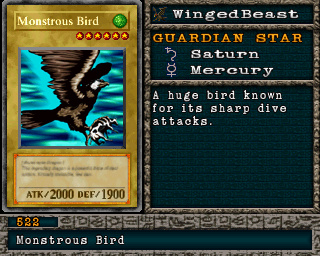 Monstrous Bird
ATK/2000 DEF/1900
WingedBeast
GUARDIAN STAR
Saturn
Mercury
A huge bird known
for its sharp dive
attacks.
522
Monstrous Bird